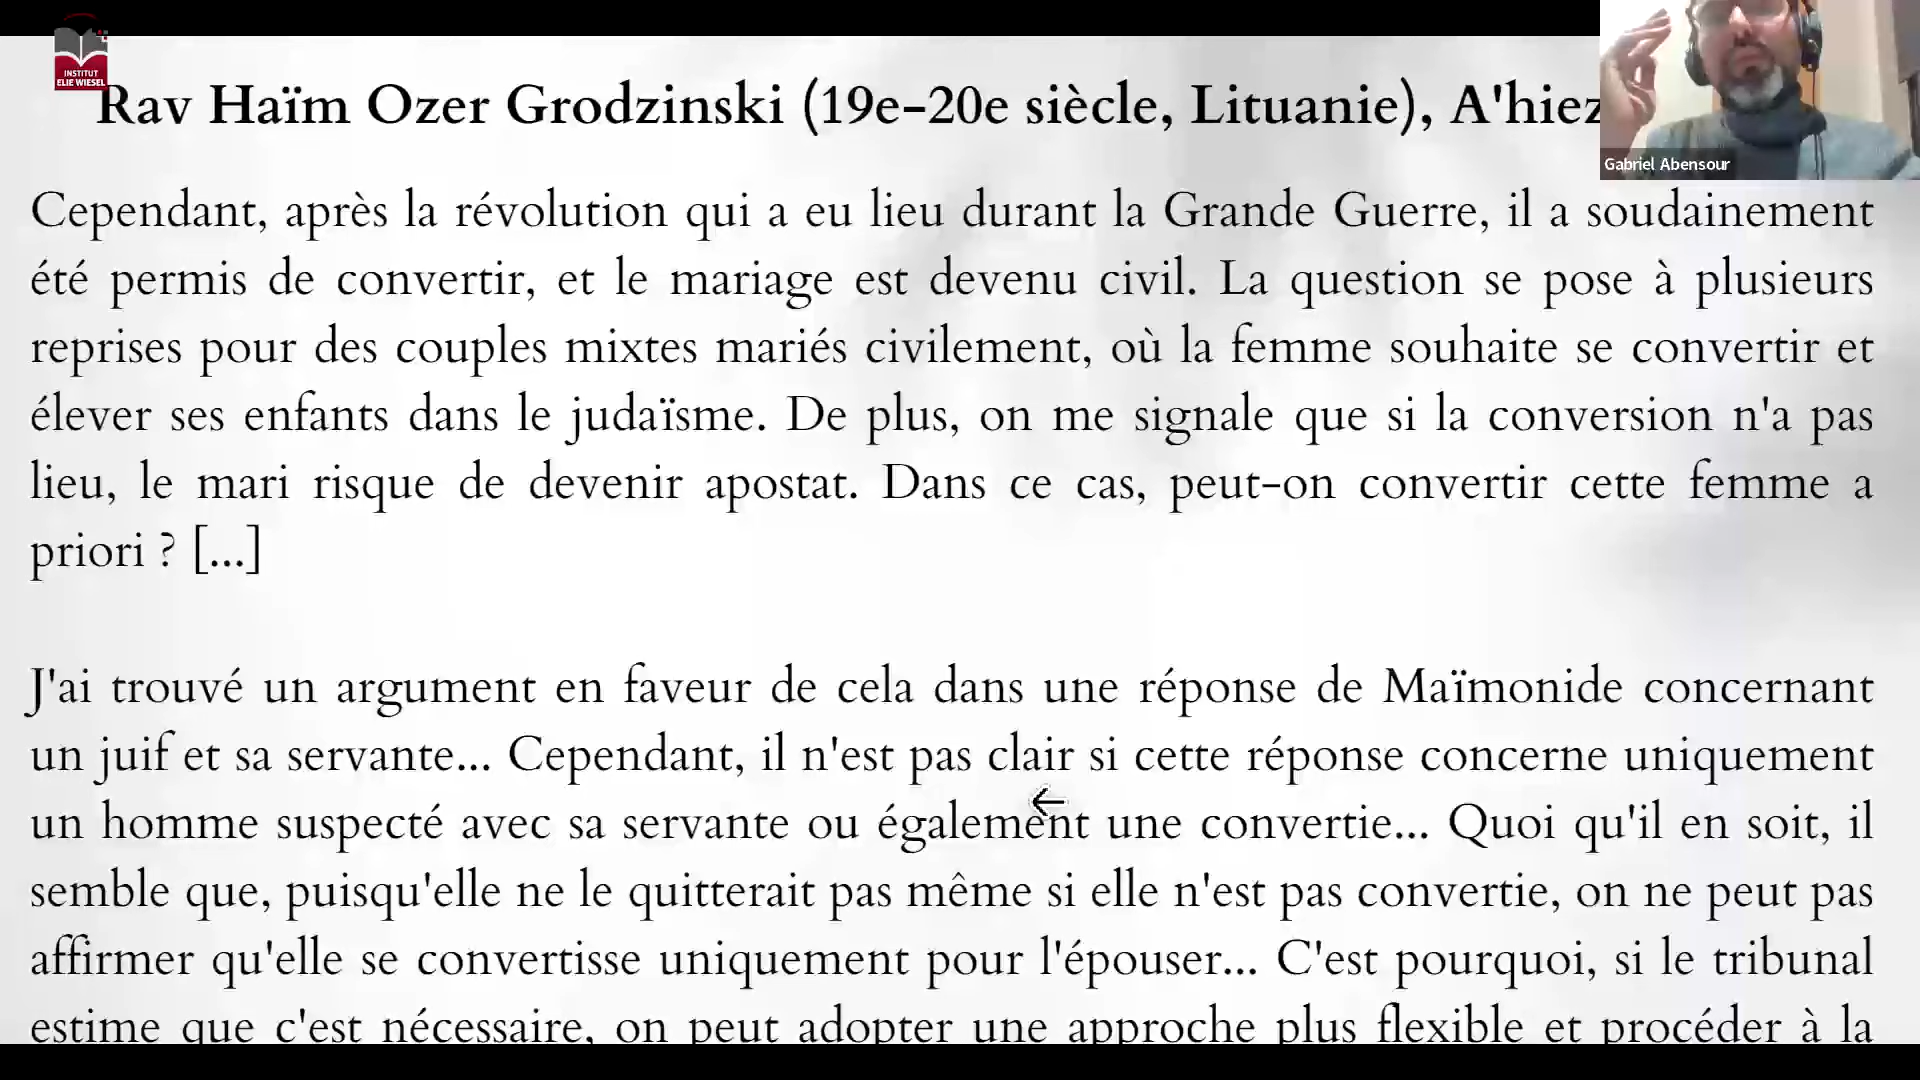 INSTITUT
ELIE WIESEL
Rav Haïm Ozer Grodzinski (19e-20e siècle, Lituanie), A'hiez
Gabriel Abensour
Cependant, après la révolution qui a eu lieu durant la Grande Guerre, il a soudainement
été permis de convertir, et le mariage est devenu civil. La question se pose à plusieurs
reprises pour des couples mixtes mariés civilement, où la femme souhaite se convertir et
élever ses enfants dans le judaïsme. De plus, on me signale que si la conversion n'a pas
lieu, le mari risque de devenir apostat. Dans ce cas, peut-on convertir cette femme a
priori ? [...]
J'ai trouvé un argument en faveur de cela dans une réponse de Maïmonide concernant
un juif et sa servante... Cependant, il n'est pas clair si cette réponse concerne uniquement
un homme suspecté avec sa servante ou également une convertie... Quoi qu'il en soit, il
semble que, puisqu'elle ne le quitterait pas même si elle n'est pas convertie, on ne peut pas
affirmer qu'elle se convertisse uniquement pour l'épouser... C'est pourquoi, si le tribunal
estime que c'est nécessaire, on peut adopter une approche plus flexible et procéder à la